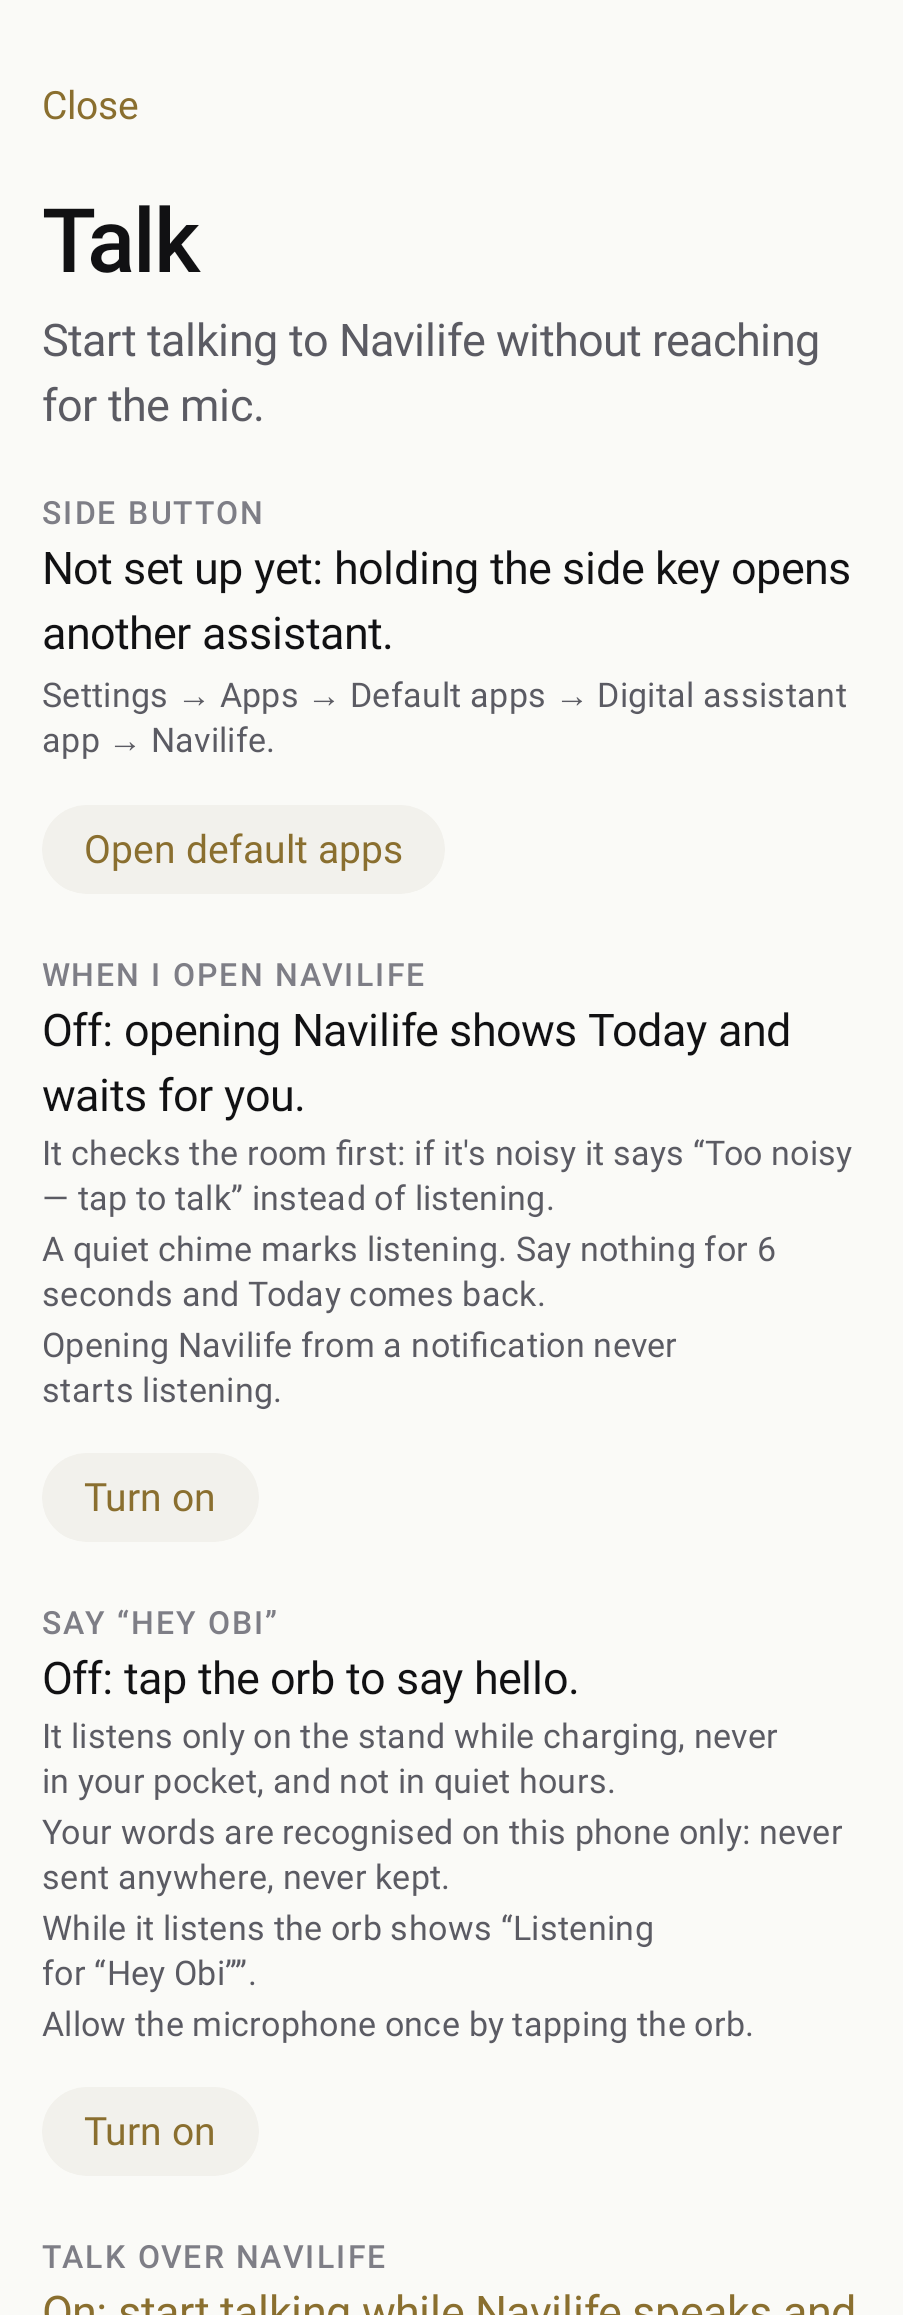 Close
Talk
Start talking to Navilife without reaching
for the mic.
SIDE BUTTON
Not set up yet: holding the side key opens
another assistant.
Settings → Apps → Default apps → Digital assistant
app → Navilife.
Open default apps
WHEN I OPEN NAVILIFE
Off: opening Navilife shows Today and
waits for you.
It checks the room first: if it's noisy it says “Too noisy
— tap to talk” instead of listening.
A quiet chime marks listening. Say nothing for 6
seconds and Today comes back.
Opening Navilife from a notification never
starts listening.
Turn on
SAY “HEY OBI”
Off: tap the orb to say hello.
It listens only on the stand while charging, never
in your pocket, and not in quiet hours.
Your words are recognised on this phone only: never
sent anywhere, never kept.
While it listens the orb shows “Listening
for “Hey Obi””.
Allow the microphone once by tapping the orb.
Turn on
TALK OVER NAVILIFE
On: start talking while Navilife speaks and